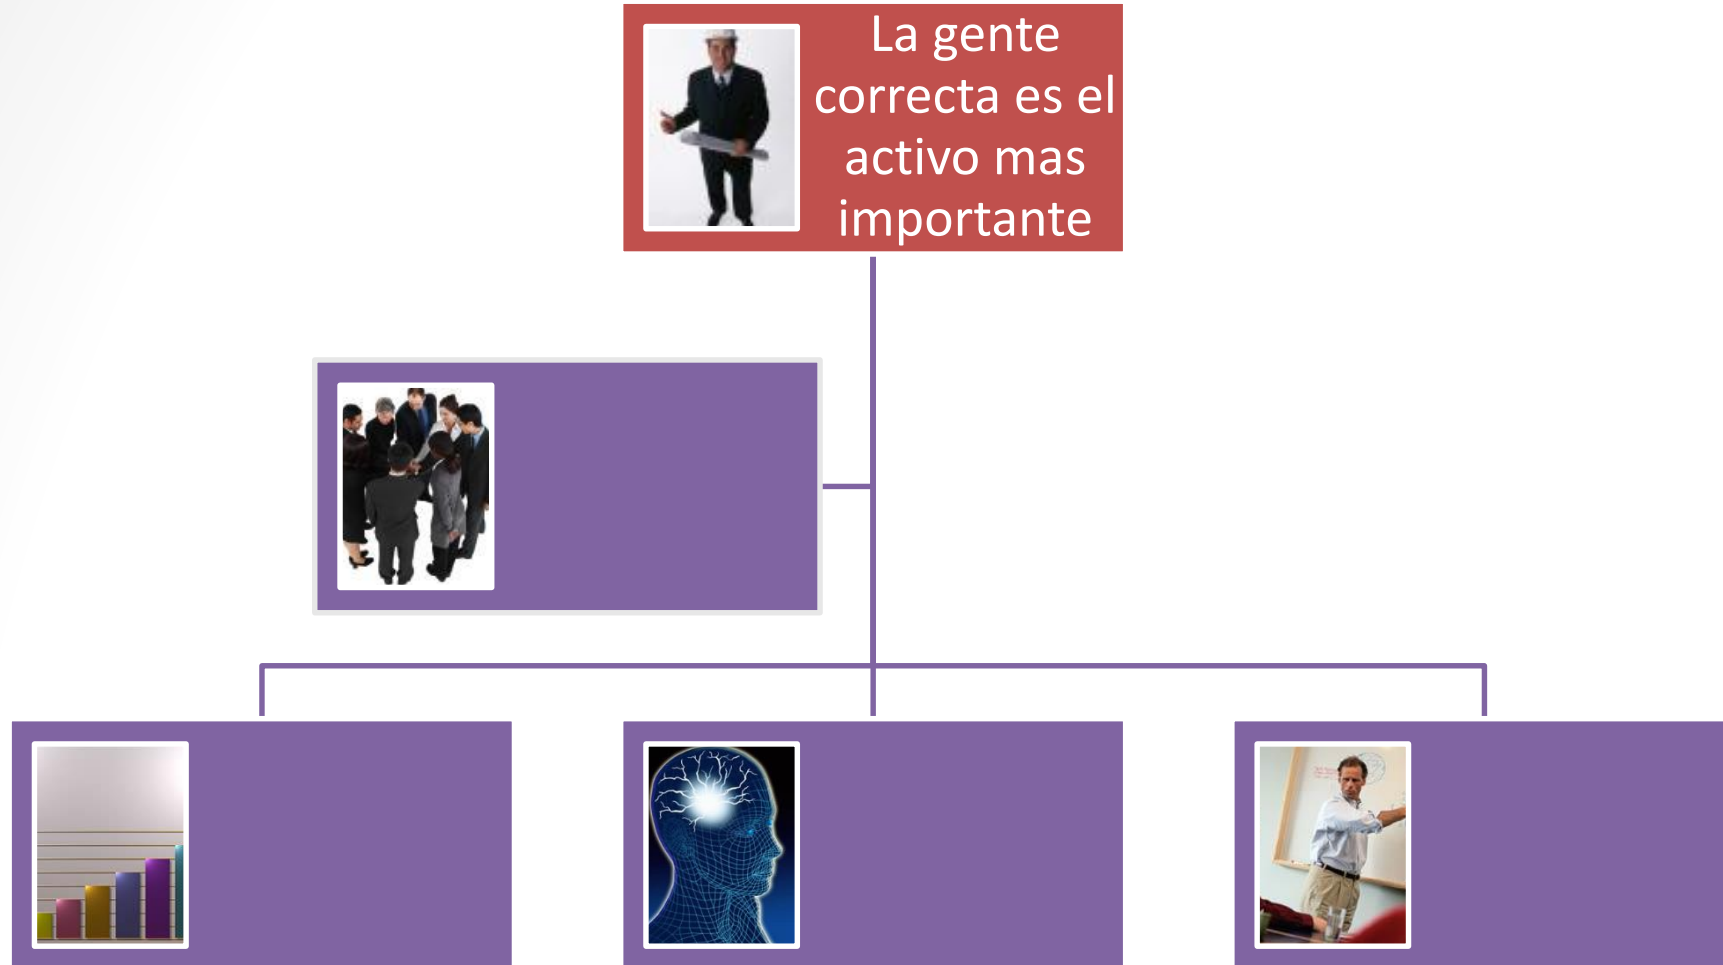 La gente
correcta es el
activo mas
importante